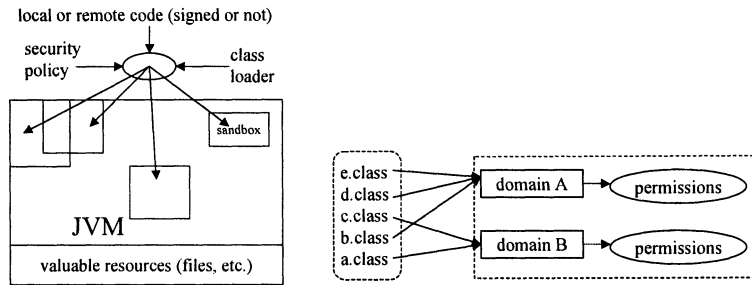 local or remote code (signed or not)
security
policy
class
loader
sandbox
JVM
valuable resources (files, etc.)
e.class
d.class
c.class
b.class
a.class
domain A
permissions
domain B
permissions